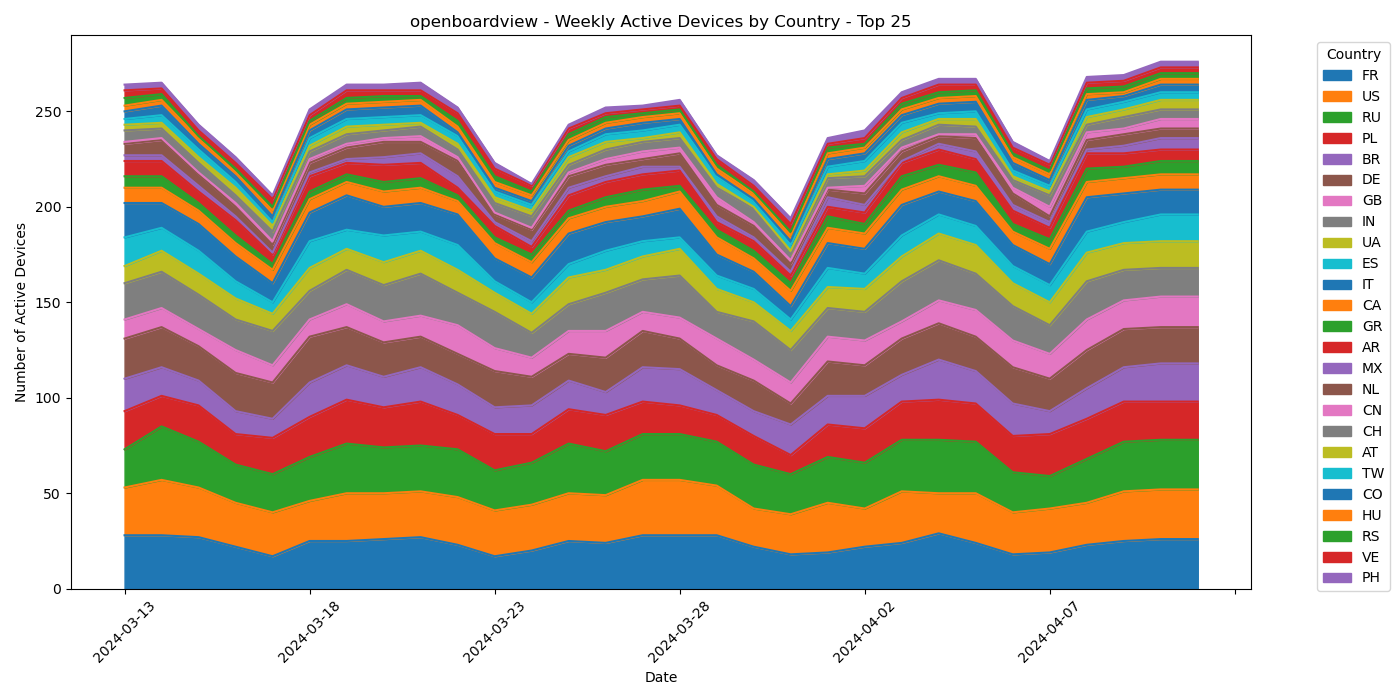 openboardview - Weekly Active Devices by Country - Top 25
Number of Active Devices
250
200
150
100
50
0
2024-03-13
2024-03-18
2024-03-23
2024-03-28
2024-04-02
2024-04-07
Date
Country
FR
US
RU
PL
BR
DE
GB
IN
UA
ES
IT
CA
GR
AR
MX
NL
CN
CH
AT
TW
CO
HU
RS
VE
PH